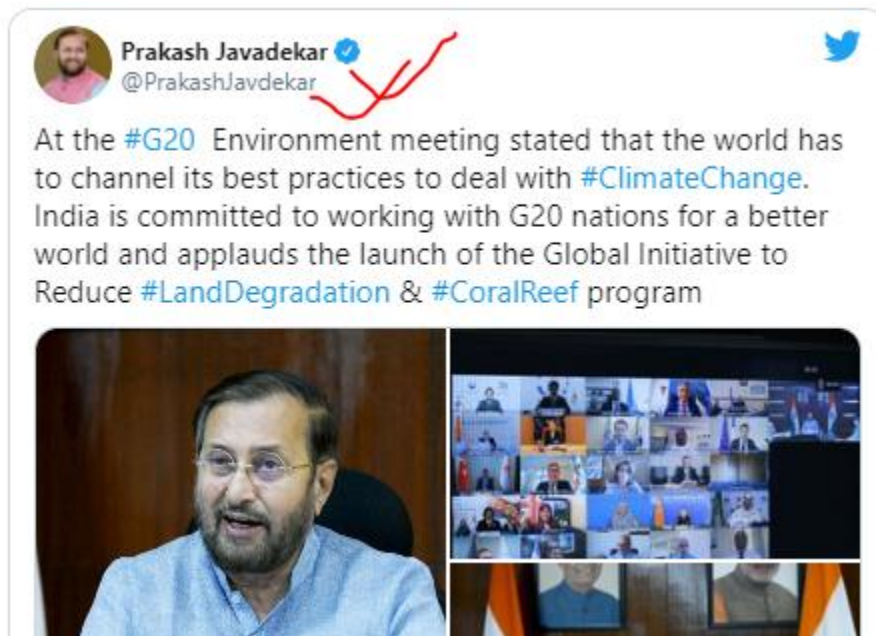 Prakash Javadekar
@PrakashJavdekar
At the #G20 Environment meeting stated that the world has
to channel its best practices to deal with #ClimateChange.
India is committed to working with G20 nations for a better
world and applauds the launch of the Global Initiative to
Reduce #LandDegradation & #CoralReef program